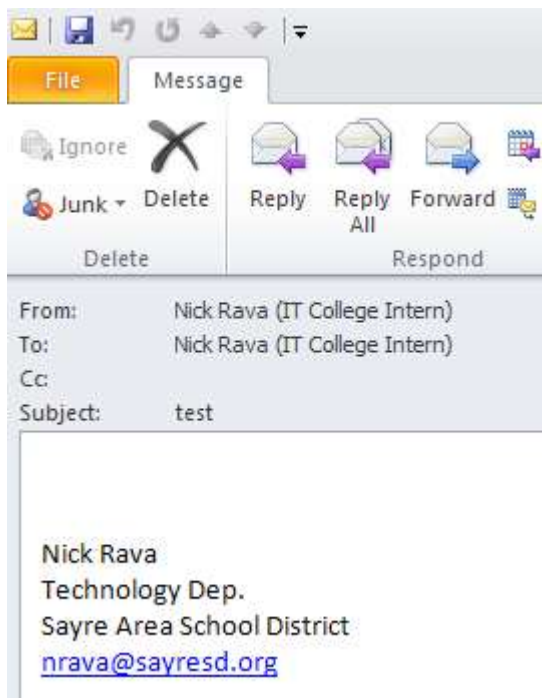 File Message
Ignore
Junk Delete Reply Reply All Forward
Delete Respond
From: Nick Rava (IT College Intern)
To: Nick Rava (IT College Intern)
Cc:
Subject: test
Nick Rava
Technology Dep.
Sayre Area School District
nrava@sayresd.org